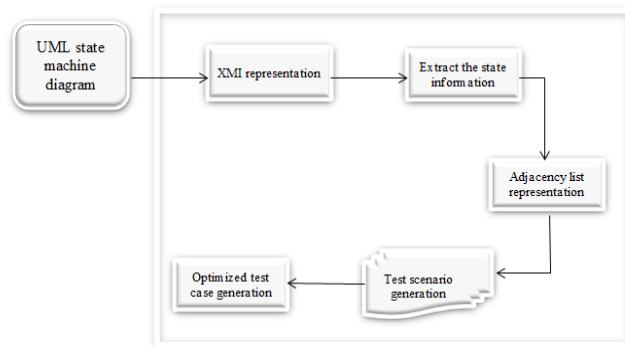 UML state
machine
diagram
XMI representation
Extract the state
information
Adjacency list
representation
Test scenario
generation
Optimized test
case generation